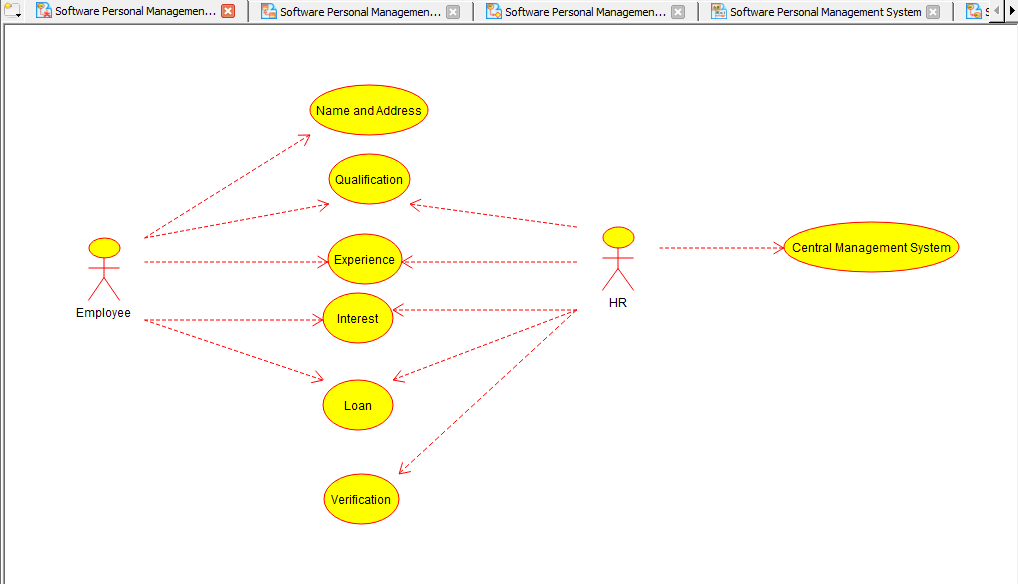 Software Personal Managemen...
Software Personal Managemen...
Software Personal Managemen...
Software Personal Management System
S
Name and Address
Qualification
Experience
Interest
Loan
Verification
Employee
HR
Central Management System